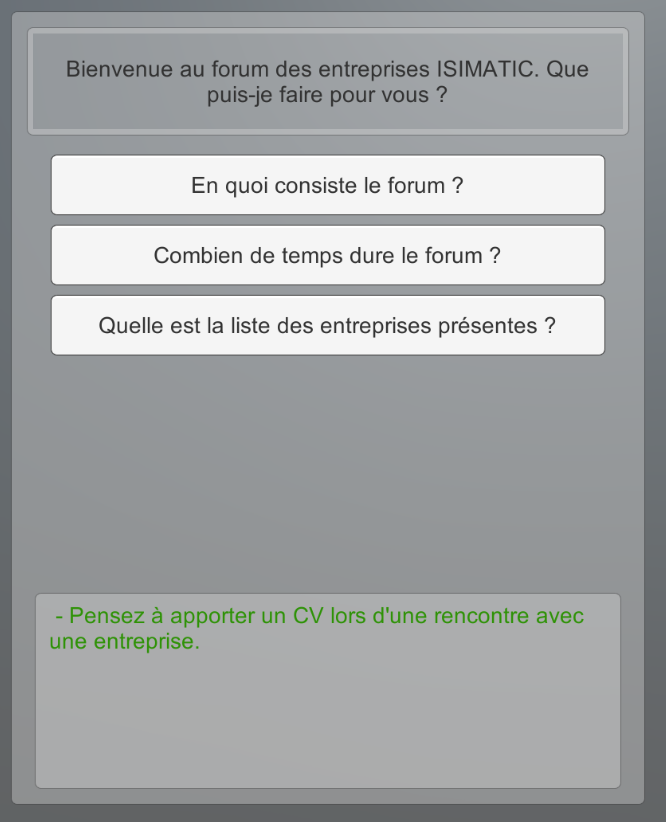 Bienvenue au forum des entreprises ISIMATIC. Que
puis-je faire pour vous ?
En quoi consiste le forum ?
Combien de temps dure le forum ?
Quelle est la liste des entreprises présentes ?
- Pensez à apporter un CV lors d'une rencontre avec
une entreprise.